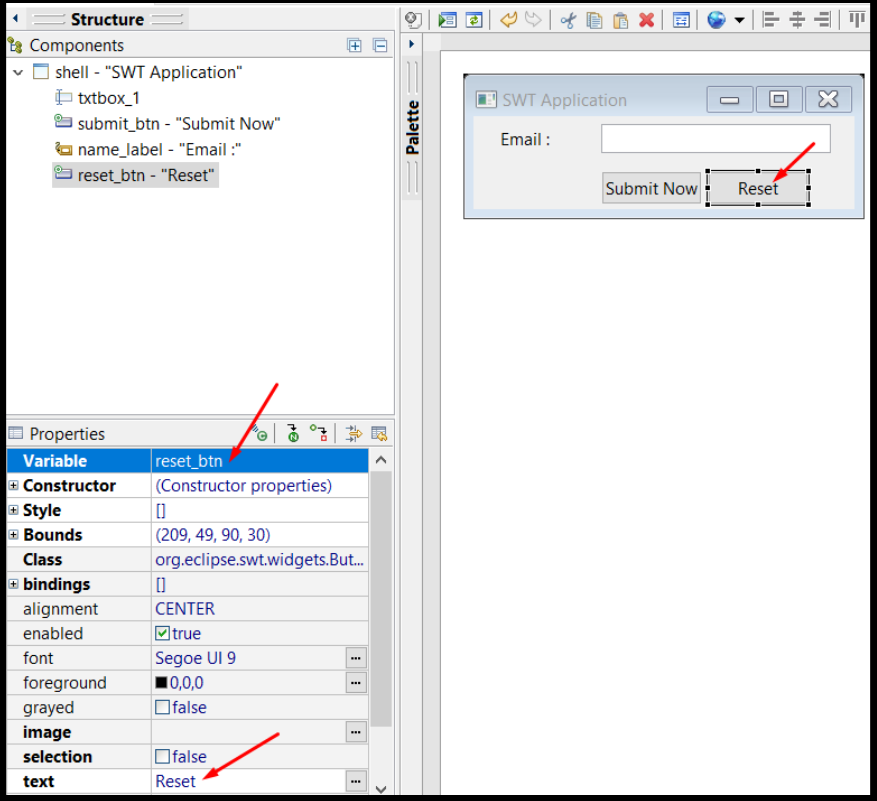 Structure
Components
shell - "SWT Application"
txtbox_1
submit_btn - "Submit Now"
name_label - "Email :"
reset_btn - "Reset"
Palette
SWT Application
Email :
Submit Now Reset
Properties
Variable reset_btn
Constructor (Constructor properties)
Style []
Bounds (209, 49, 90, 30)
Class org.eclipse.swt.widgets.But...
bindings []
alignment CENTER
enabled true
font Segoe UI 9 ...
foreground 0,0,0 ...
grayed false
image ...
selection false
text Reset ...